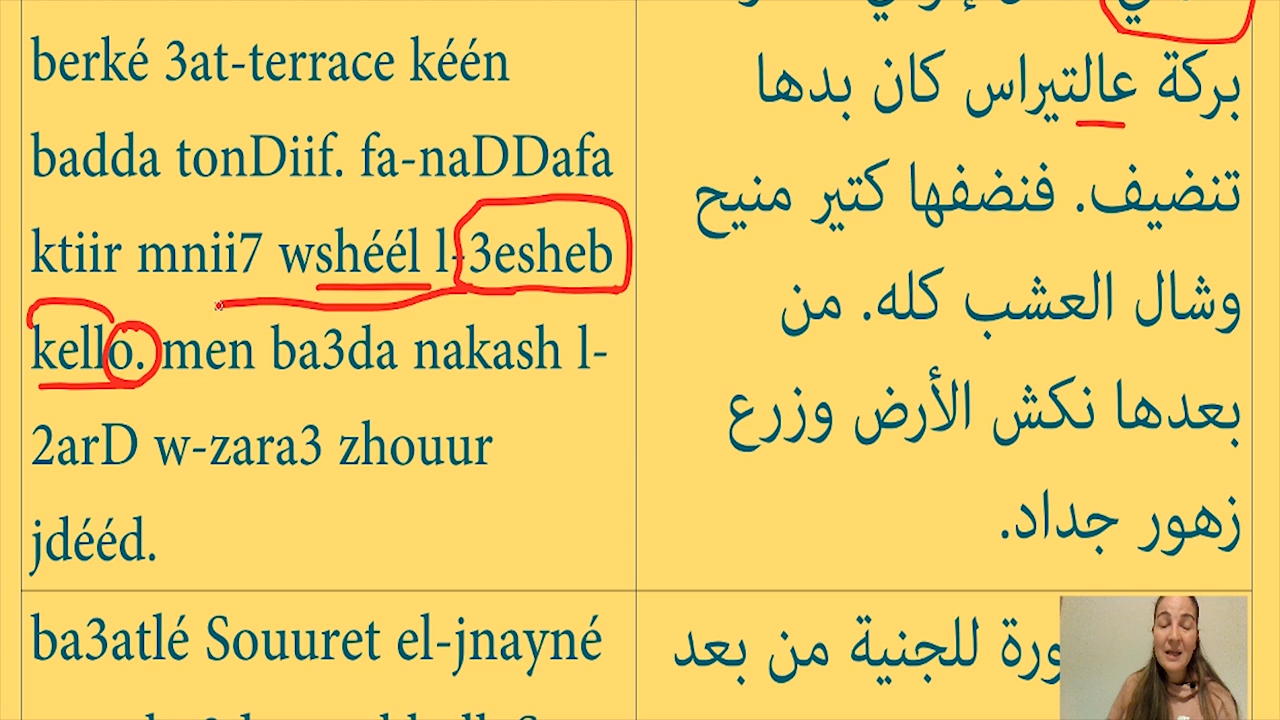 berké 3at-terrace kéén
badda tonDiif. fa-naDDafa
ktiir mnii7 wshéél l-3esheb
kello. men ba3da nakash l-
2arD w-zara3 zhouur
jdééd.
ba3atlé Souuret el-jnayné
بركة عالتيراس كان بدها
تنضيف. فنضفها كتير منيح
وشال العشب كله. من
بعدها نكش الأرض وزرع
زهور جداد.
للجنية من بعد